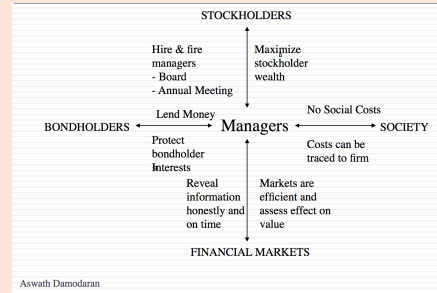 STOCKHOLDERS
Hire & fire
managers
- Board
- Annual Meeting
Maximize
stockholder
wealth
Lend Money
No Social Costs
BONDHOLDERS
Managers
SOCIETY
Protect
bondholder
Interests
Costs can be
traced to firm
Reveal
information
honestly and
on time
Markets are
efficient and
assess effect on
value
FINANCIAL MARKETS
Aswath Damodaran